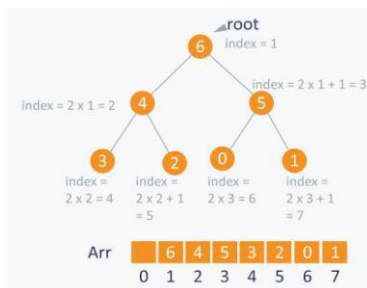 root
6
index = 1
index = 2 x 1 = 2
4
5
index = 2 x 1 + 1 = 3
3
2
0
1
index =
2 x 2 = 4
index =
2 x 2 + 1
= 5
index =
2 x 3 = 6
index =
2 x 3 + 1
= 7
Arr
6 4 5 3 2 0 1
0 1 2 3 4 5 6 7